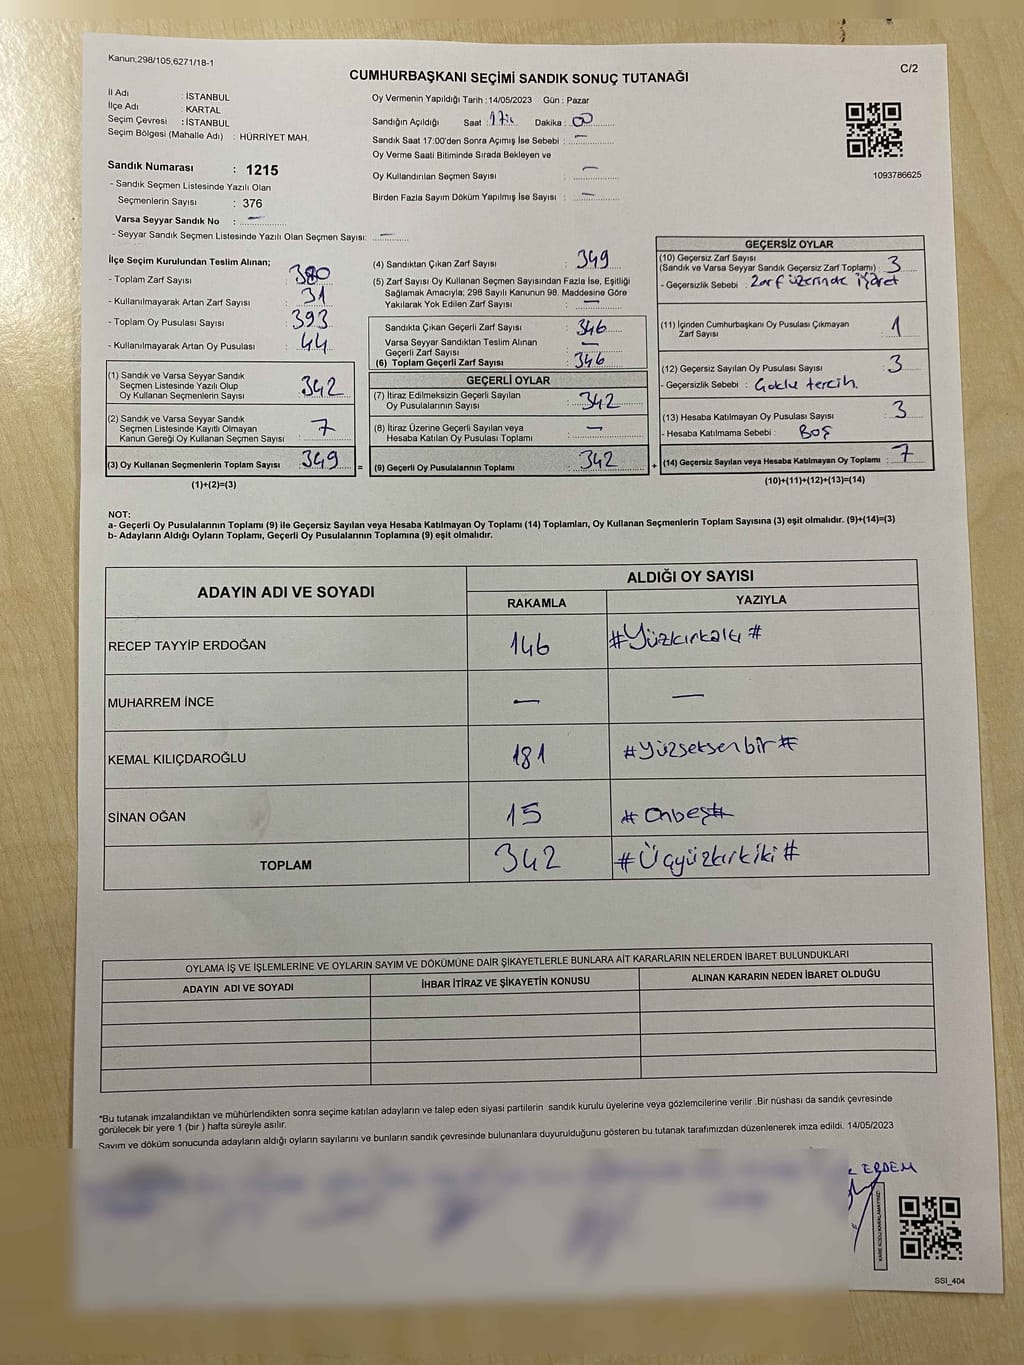 Kanun;298/105,6271/18-1
C/2
CUMHURBAŞKANI SEÇİMİ SANDIK SONUÇ TUTANAĞI
İl Adı : İSTANBUL
İlçe Adı : KARTAL
Seçim Çevresi : İSTANBUL
Seçim Bölgesi (Mahalle Adı) : HÜRRİYET MAH.
Sandık Numarası : 1215
- Sandık Seçmen Listesinde Yazılı Olan
Seçmenlerin Sayısı : 376
Varsa Seyyar Sandık No : —
- Seyyar Sandık Seçmen Listesinde Yazılı Olan Seçmen Sayısı: —
Oy Vermenin Yapıldığı Tarih : 14/05/2023 Gün : Pazar
Sandığın Açıldığı Saat : Dakika : 00
Sandık Saat 17:00'den Sonra Açımış İse Sebebi : —
Oy Verme Saati Bitiminde Sırada Bekleyen ve
Oy Kullandırılan Seçmen Sayısı —
Birden Fazla Sayım Döküm Yapılmış İse Sayısı : —
1093786625
İlçe Seçim Kurulundan Teslim Alınan;
- Toplam Zarf Sayısı : 380
- Kullanılmayarak Artan Zarf Sayısı : 31
- Toplam Oy Pusulası Sayısı : 393
- Kullanılmayarak Artan Oy Pusulası : 44
(1) Sandık ve Varsa Seyyar Sandık
Seçmen Listesinde Yazılı Olup
Oy Kullanan Seçmenlerin Sayısı : 342
(2) Sandık ve Varsa Seyyar Sandık
Seçmen Listesinde Kayıtlı Olmayan
Kanun Gereği Oy Kullanan Seçmen Sayısı : 7
(3) Oy Kullanan Seçmenlerin Toplam Sayısı : 349
(1)+(2)=(3)
(4) Sandıktan Çıkan Zarf Sayısı : 349
(5) Zarf Sayısı Oy Kullanan Seçmen Sayısından Fazla İse, Eşitliği
Sağlamak Amacıyla, 298 Sayılı Kanunun 98. Maddesine Göre
Yakılarak Yok Edilen Zarf Sayısı : —
Sandıkta Çıkan Geçerli Zarf Sayısı : 346
Varsa Seyyar Sandıktan Teslim Alınan
Geçerli Zarf Sayısı : —
(6) Toplam Geçerli Zarf Sayısı : 346
GEÇERLİ OYLAR
(7) İtiraz Edilmeksizin Geçerli Sayılan
Oy Pusulalarının Sayısı : 342
(8) İtiraz Üzerine Geçerli Sayılan veya
Hesaba Katılan Oy Pusulası Toplamı : —
= (9) Geçerli Oy Pusulalarının Toplamı : 342 +
GEÇERSİZ OYLAR
(10) Geçersiz Zarf Sayısı
(Sandık ve Varsa Seyyar Sandık Geçersiz Zarf Toplamı) : 3
- Geçersizlik Sebebi : Zarf üzerinde işaret
(11) İçinden Cumhurbaşkanı Oy Pusulası Çıkmayan
Zarf Sayısı : 1
(12) Geçersiz Sayılan Oy Pusulası Sayısı : 3
- Geçersizlik Sebebi : Çoklu tercih.
(13) Hesaba Katılmayan Oy Pusulası Sayısı : 3
- Hesaba Katılmama Sebebi : Boş
(14) Geçersiz Sayılan veya Hesaba Katılmayan Oy Toplamı : 7
(10)+(11)+(12)+(13)=(14)
NOT:
a- Geçerli Oy Pusulalarının Toplamı (9) ile Geçersiz Sayılan veya Hesaba Katılmayan Oy Toplamı (14) Toplamları, Oy Kullanan Seçmenlerin Toplam Sayısına (3) eşit olmalıdır. (9)+(14)=(3)
b- Adayların Aldığı Oyların Toplamı, Geçerli Oy Pusulalarının Toplamına (9) eşit olmalıdır.
ADAYIN ADI VE SOYADI
ALDIĞI OY SAYISI
RAKAMLA YAZIYLA
RECEP TAYYİP ERDOĞAN 146 #Yüzkırkaltı#
MUHARREM İNCE — —
KEMAL KILIÇDAROĞLU 181 #Yüzseksenbir#
SİNAN OĞAN 15 #Onbeş#
TOPLAM 342 #Üçyüzkırkiki#
OYLAMA İŞ VE İŞLEMLERİNE VE OYLARIN SAYIM VE DÖKÜMÜNE DAİR ŞİKAYETLERLE BUNLARA AİT KARARLARIN NELERDEN İBARET BULUNDUKLARI
ADAYIN ADI VE SOYADI İHBAR İTİRAZ VE ŞİKAYETİN KONUSU ALINAN KARARIN NEDEN İBARET OLDUĞU
*Bu tutanak imzalandıktan ve mühürlendikten sonra seçime katılan adayların ve talep eden siyasi partilerin sandık kurulu üyelerine veya gözlemcilerine verilir .Bir nüshası da sandık çevresinde
görülecek bir yere 1 (bir ) hafta süreyle asılır.
Sayım ve döküm sonucunda adayların aldığı oyların sayılarını ve bunların sandık çevresinde bulunanlara duyurulduğunu gösteren bu tutanak tarafımızdan düzenlenerek imza edildi. 14/05/2023
ERDEM
KARE KODU KARALAMAYINIZ!
SSI_404